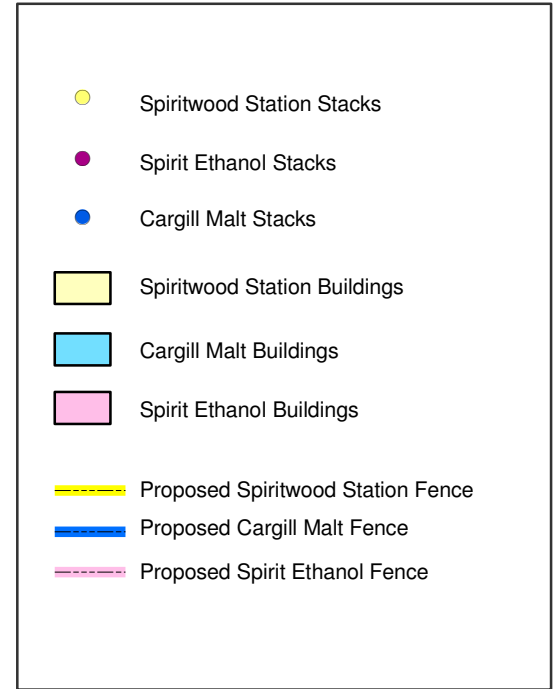 Spiritwood Station Stacks
Spirit Ethanol Stacks
Cargill Malt Stacks
Spiritwood Station Buildings
Cargill Malt Buildings
Spirit Ethanol Buildings
Proposed Spiritwood Station Fence
Proposed Cargill Malt Fence
Proposed Spirit Ethanol Fence